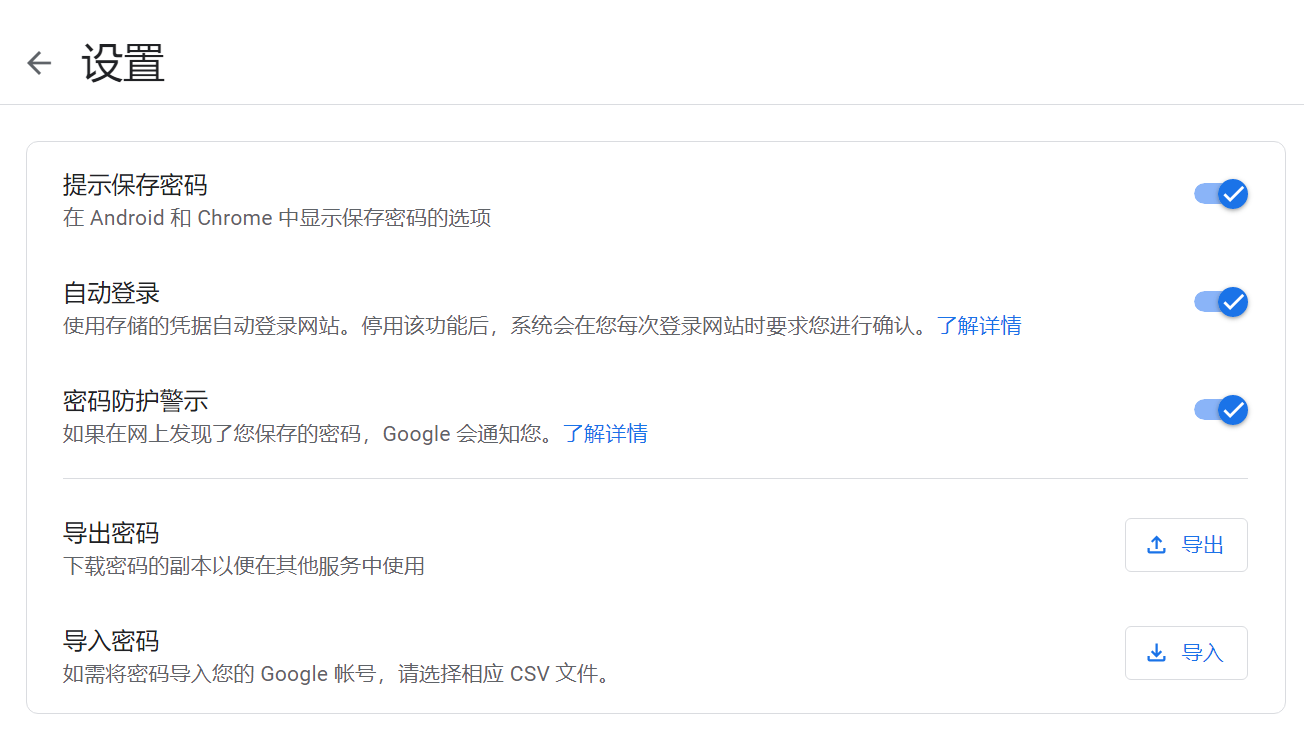 设置
提示保存密码
在 Android 和 Chrome 中显示保存密码的选项
自动登录
使用存储的凭据自动登录网站。停用该功能后，系统会在您每次登录网站时要求您进行确认。了解详情
密码防护警示
如果在网上发现了您保存的密码，Google 会通知您。了解详情
导出密码
下载密码的副本以便在其他服务中使用
导出
导入密码
如需将密码导入您的 Google 帐号，请选择相应 CSV 文件。
导入